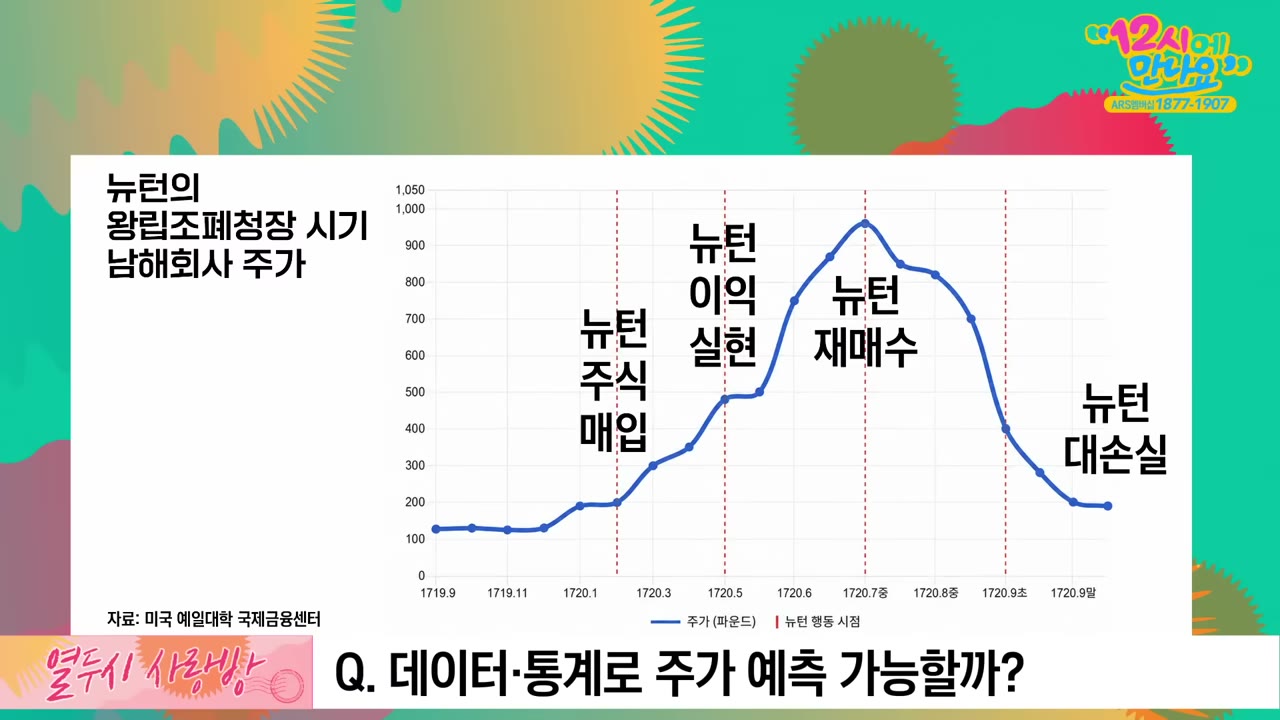 “12시에
만나요”
ARS멤버십 1877-1907
뉴턴의
왕립조폐청장 시기
남해회사 주가
1,050
1,000
900
800
700
600
500
400
300
200
100
0
뉴턴
주식
매입
뉴턴
이익
실현
뉴턴
재매수
뉴턴
대손실
1719.9 1719.11 1720.1 1720.3 1720.5 1720.6 1720.7중 1720.8중 1720.9초 1720.9말
주가 (파운드) 뉴턴 행동 시점
자료: 미국 예일대학 국제금융센터
열두시 사랑방
Q. 데이터·통계로 주가 예측 가능할까?